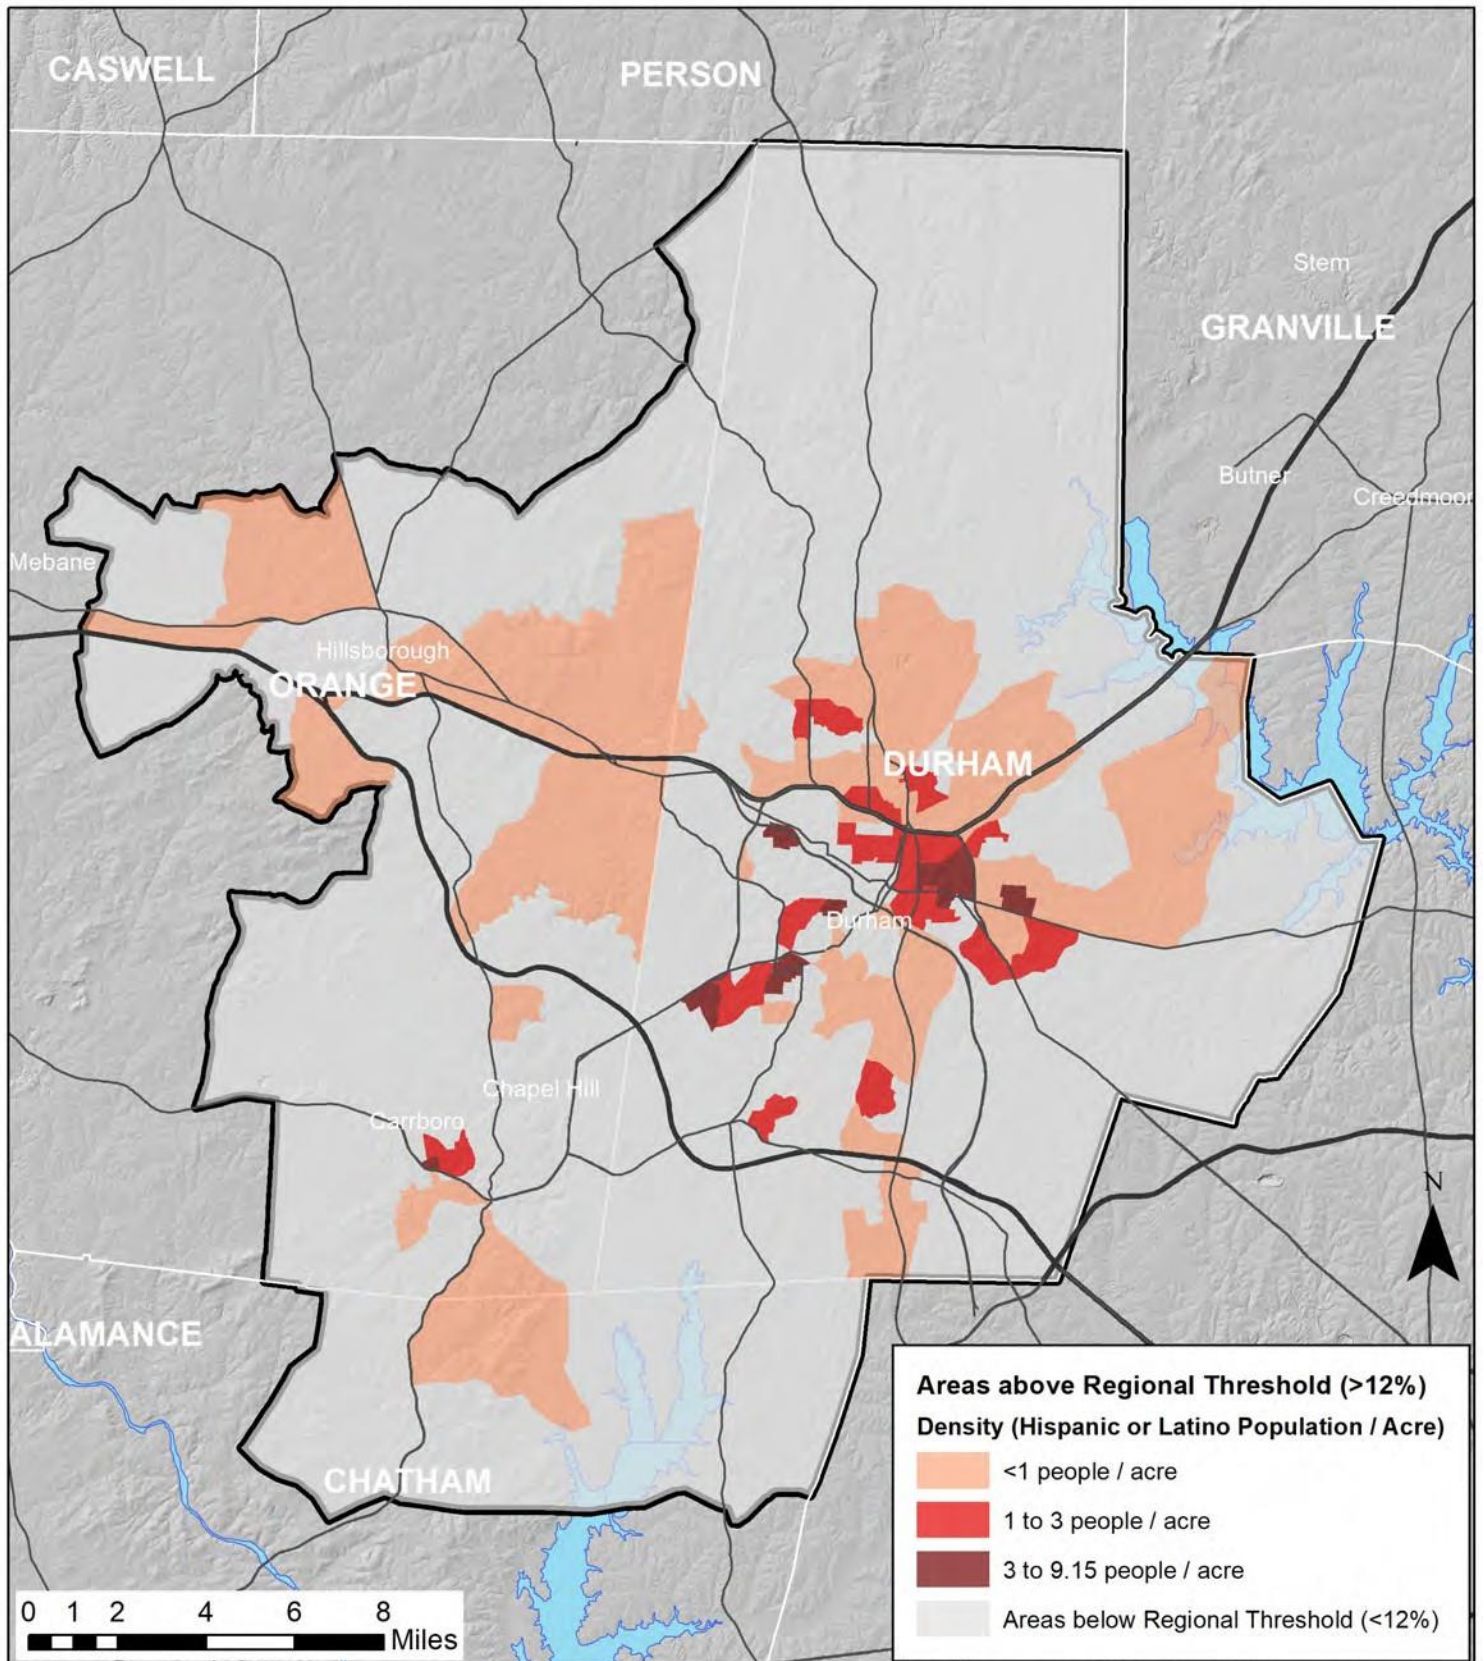 CASWELL
PERSON
Stem
GRANVILLE
Butner
Creedmoor
Mebane
Hillsborough
ORANGE
DURHAM
Durham
Chapel Hill
Carrboro
N
ALAMANCE
CHATHAM
Areas above Regional Threshold (>12%)
Density (Hispanic or Latino Population / Acre)
<1 people / acre
1 to 3 people / acre
3 to 9.15 people / acre
Areas below Regional Threshold (<12%)
0 1 2 4 6 8
Miles